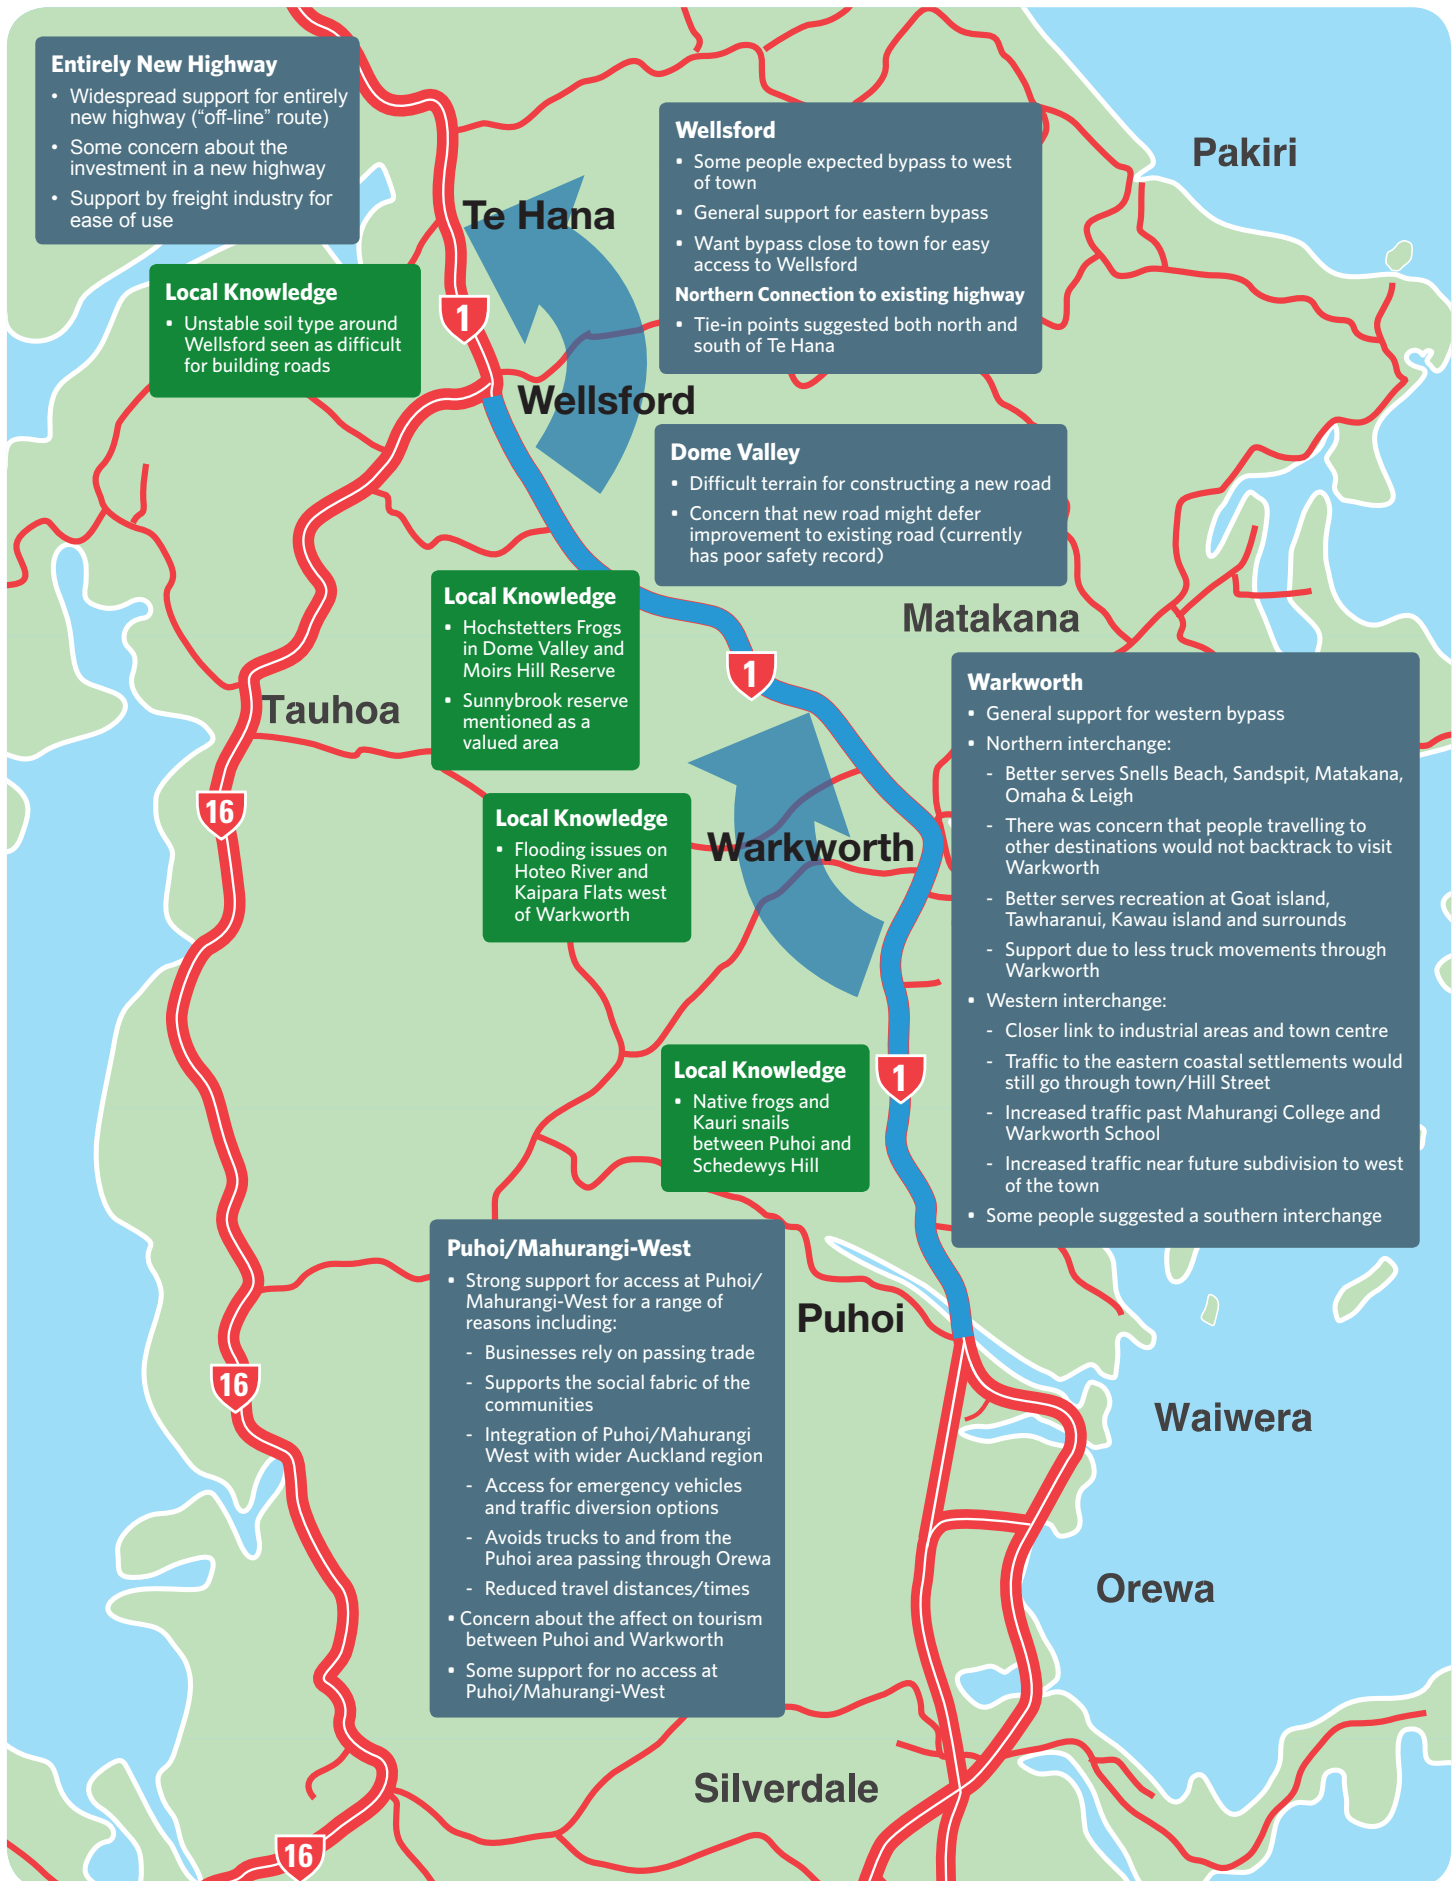 Entirely New Highway
• Widespread support for entirely
new highway (“off-line” route)
• Some concern about the
investment in a new highway
• Support by freight industry for
ease of use
Wellsford
• Some people expected bypass to west
of town
• General support for eastern bypass
• Want bypass close to town for easy
access to Wellsford
Northern Connection to existing highway
• Tie-in points suggested both north and
south of Te Hana
Pakiri
Te Hana
Local Knowledge
• Unstable soil type around
Wellsford seen as difficult
for building roads
1
Wellsford
Dome Valley
• Difficult terrain for constructing a new road
• Concern that new road might defer
improvement to existing road (currently
has poor safety record)
Local Knowledge
• Hochstetters Frogs
in Dome Valley and
Moirs Hill Reserve
• Sunnybrook reserve
mentioned as a
valued area
Matakana
1
Tauhoa
16
Local Knowledge
• Flooding issues on
Hoteo River and
Kaipara Flats west
of Warkworth
Warkworth
Warkworth
• General support for western bypass
• Northern interchange:
- Better serves Snells Beach, Sandspit, Matakana,
Omaha & Leigh
- There was concern that people travelling to
other destinations would not backtrack to visit
Warkworth
- Better serves recreation at Goat island,
Tawharanui, Kawau island and surrounds
- Support due to less truck movements through
Warkworth
• Western interchange:
- Closer link to industrial areas and town centre
- Traffic to the eastern coastal settlements would
still go through town/Hill Street
- Increased traffic past Mahurangi College and
Warkworth School
- Increased traffic near future subdivision to west
of the town
• Some people suggested a southern interchange
Local Knowledge
• Native frogs and
Kauri snails
between Puhoi and
Schedewys Hill
1
Puhoi/Mahurangi-West
• Strong support for access at Puhoi/
Mahurangi-West for a range of
reasons including:
- Businesses rely on passing trade
- Supports the social fabric of the
communities
- Integration of Puhoi/Mahurangi
West with wider Auckland region
- Access for emergency vehicles
and traffic diversion options
- Avoids trucks to and from the
Puhoi area passing through Orewa
- Reduced travel distances/times
• Concern about the affect on tourism
between Puhoi and Warkworth
• Some support for no access at
Puhoi/Mahurangi-West
Puhoi
16
Waiwera
Orewa
Silverdale
16